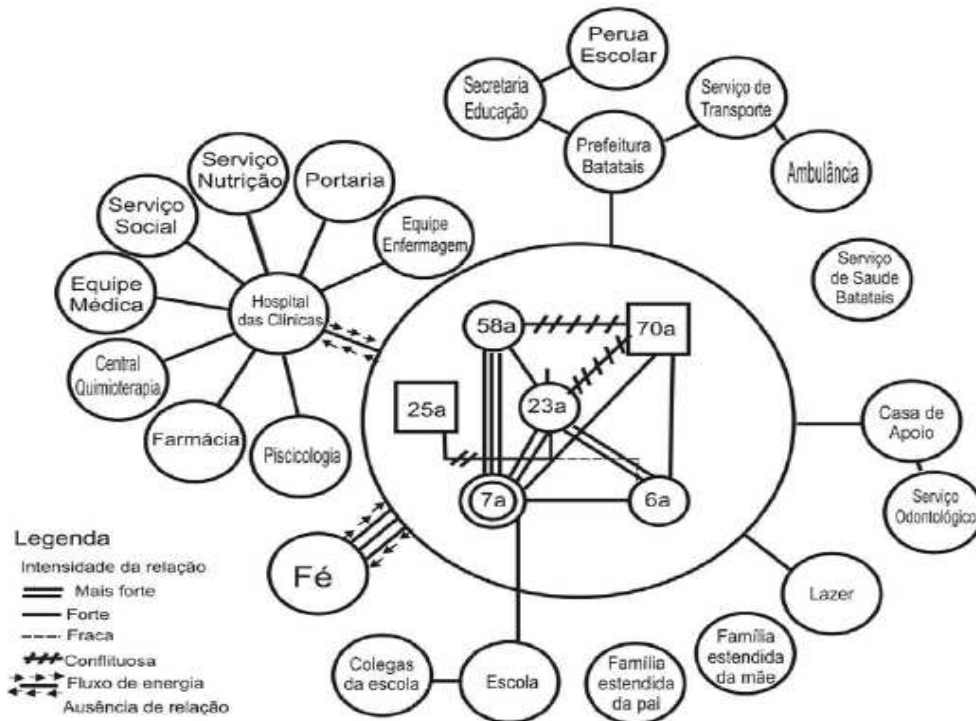 Perua
Escolar
Secretaria
Educação
Serviço de
Transporte
Prefeitura
Batatais
Ambulância
Serviço
Nutrição
Portaria
Serviço
Social
Equipe
Enfermagem
Equipe
Médica
Hospital
das Clínicas
Serviço
de Saude
Batatais
Central
Quimioterapia
Farmácia
Piscicologia
58a
70a
25a
23a
7a
6a
Casa de
Apoio
Serviço
Odontológico
Fé
Lazer
Colegas
da escola
Escola
Família
estendida
da pai
Família
estendida
da mãe
Legenda
Intensidade da relação
Mais forte
Forte
Fraca
Conflituosa
Fluxo de energia
Ausência de relação